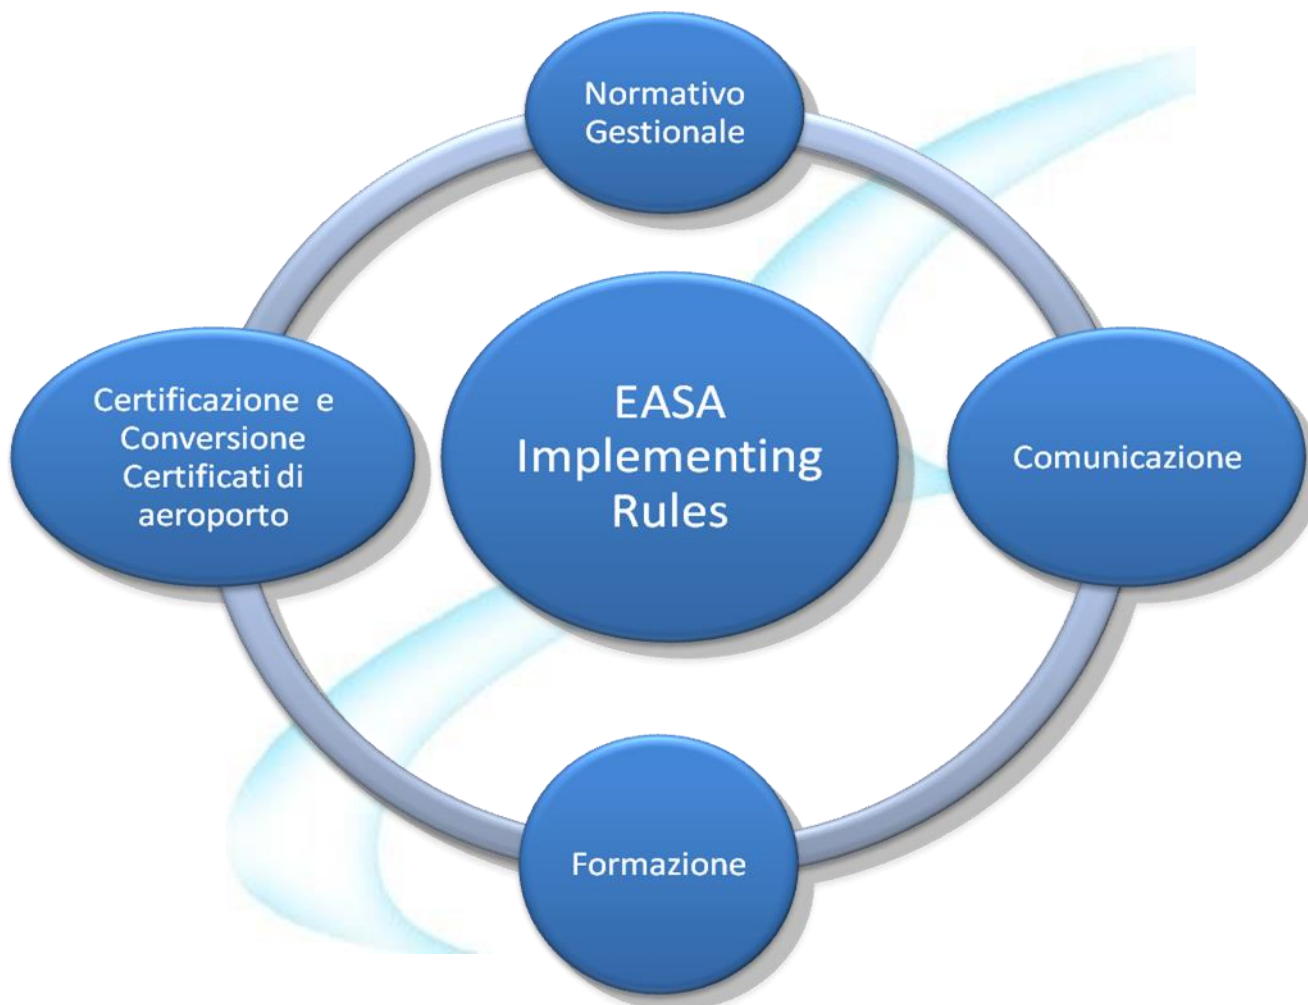 Normativo
Gestionale
Certificazione e
Conversione
Certificati di
aeroporto
EASA
Implementing
Rules
Comunicazione
Formazione